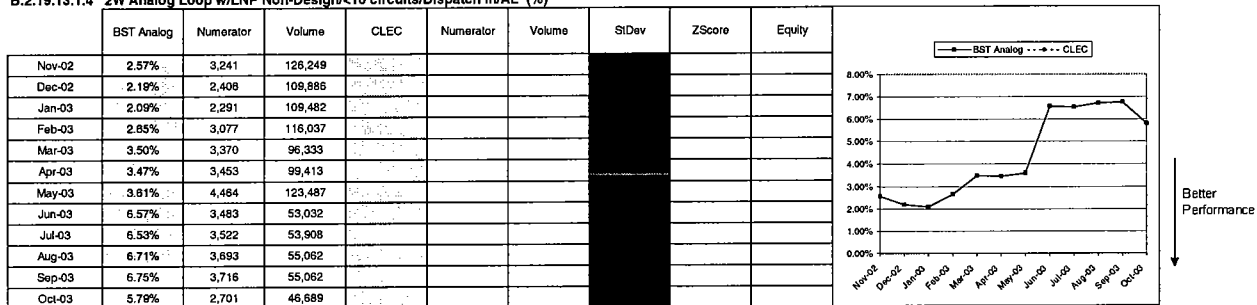 B.2.19.13.1.4 2W Analog Loop w/LNP Non-Design/<10 circuits/Dispatch In/AL (%)
BST Analog Numerator Volume CLEC Numerator Volume StDev ZScore Equity
Nov-02 2.57% 3,241 126,249
Dec-02 2.19% 2,406 109,886
Jan-03 2.09% 2,291 109,482
Feb-03 2.65% 3,077 116,037
Mar-03 3.50% 3,370 96,333
Apr-03 3.47% 3,453 99,413
May-03 3.61% 4,464 123,487
Jun-03 6.57% 3,483 53,032
Jul-03 6.53% 3,522 53,908
Aug-03 6.71% 3,693 55,062
Sep-03 6.75% 3,716 55,062
Oct-03 5.79% 2,701 46,689
BST Analog CLEC
8.00%
7.00%
6.00%
5.00%
4.00%
3.00%
2.00%
1.00%
0.00%
Nov-02 Dec-02 Jan-03 Feb-03 Mar-03 Apr-03 May-03 Jun-03 Jul-03 Aug-03 Sep-03 Oct-03
Better
Performance